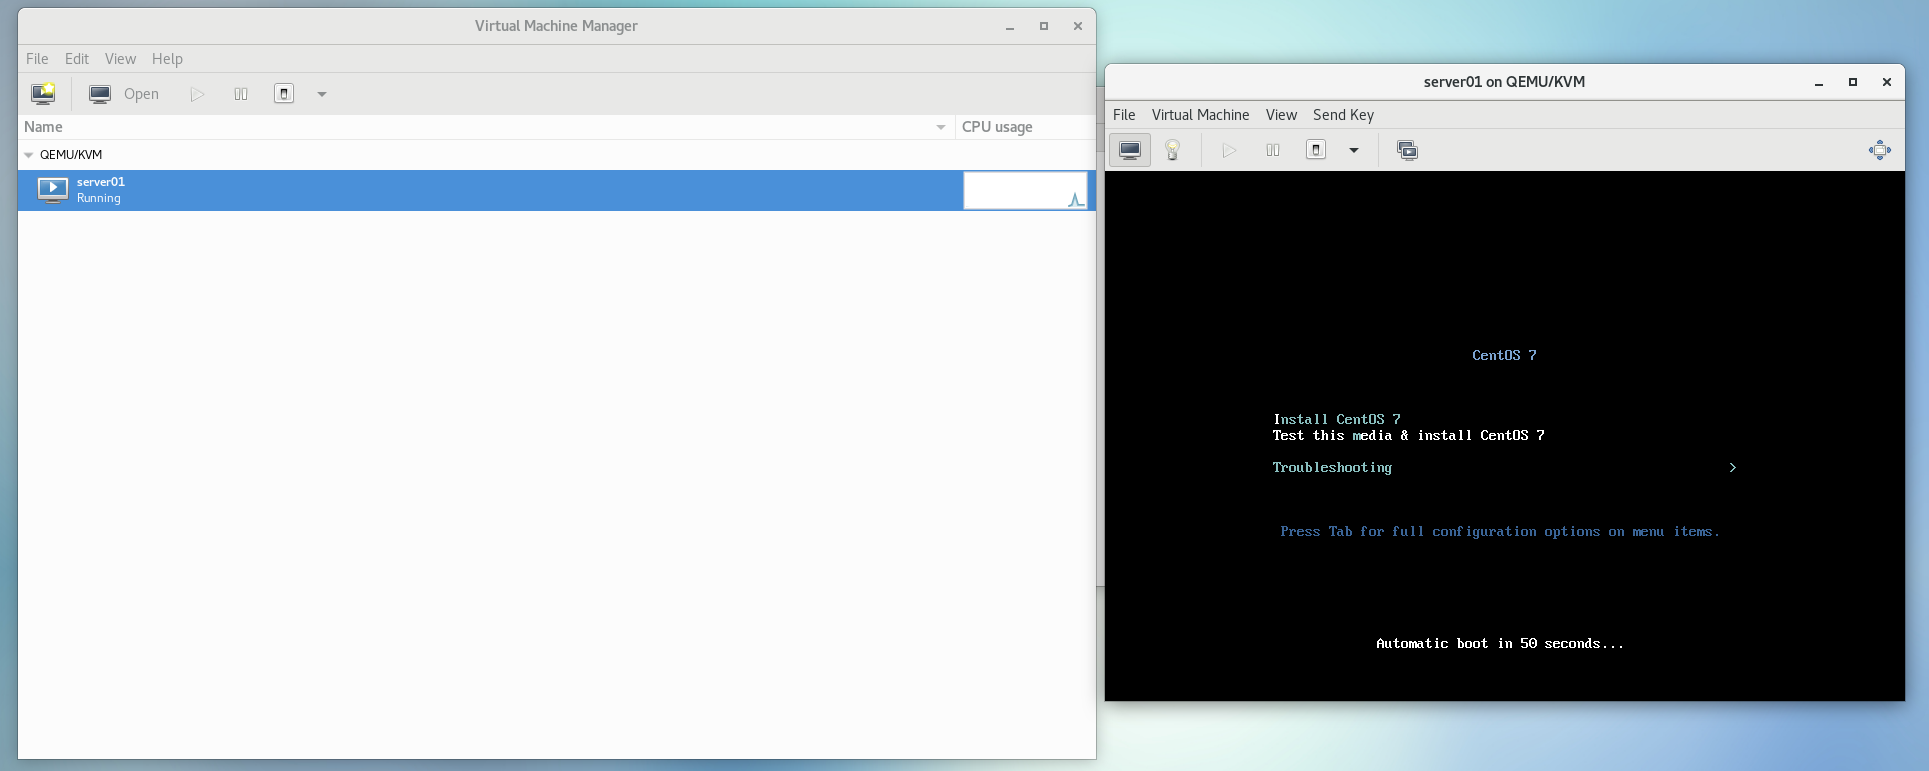 Virtual Machine Manager
File Edit View Help
Open
Name CPU usage
QEMU/KVM
server01
Running
server01 on QEMU/KVM
File Virtual Machine View Send Key
CentOS 7
Install CentOS 7
Test this media & install CentOS 7
Troubleshooting >
Press Tab for full configuration options on menu items.
Automatic boot in 50 seconds...